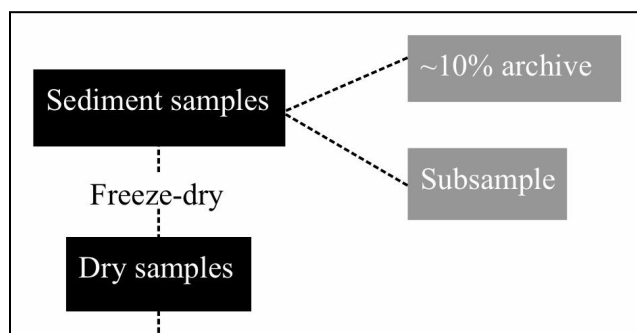 ~10% archive
Sediment samples
Subsample
Freeze-dry
Dry samples